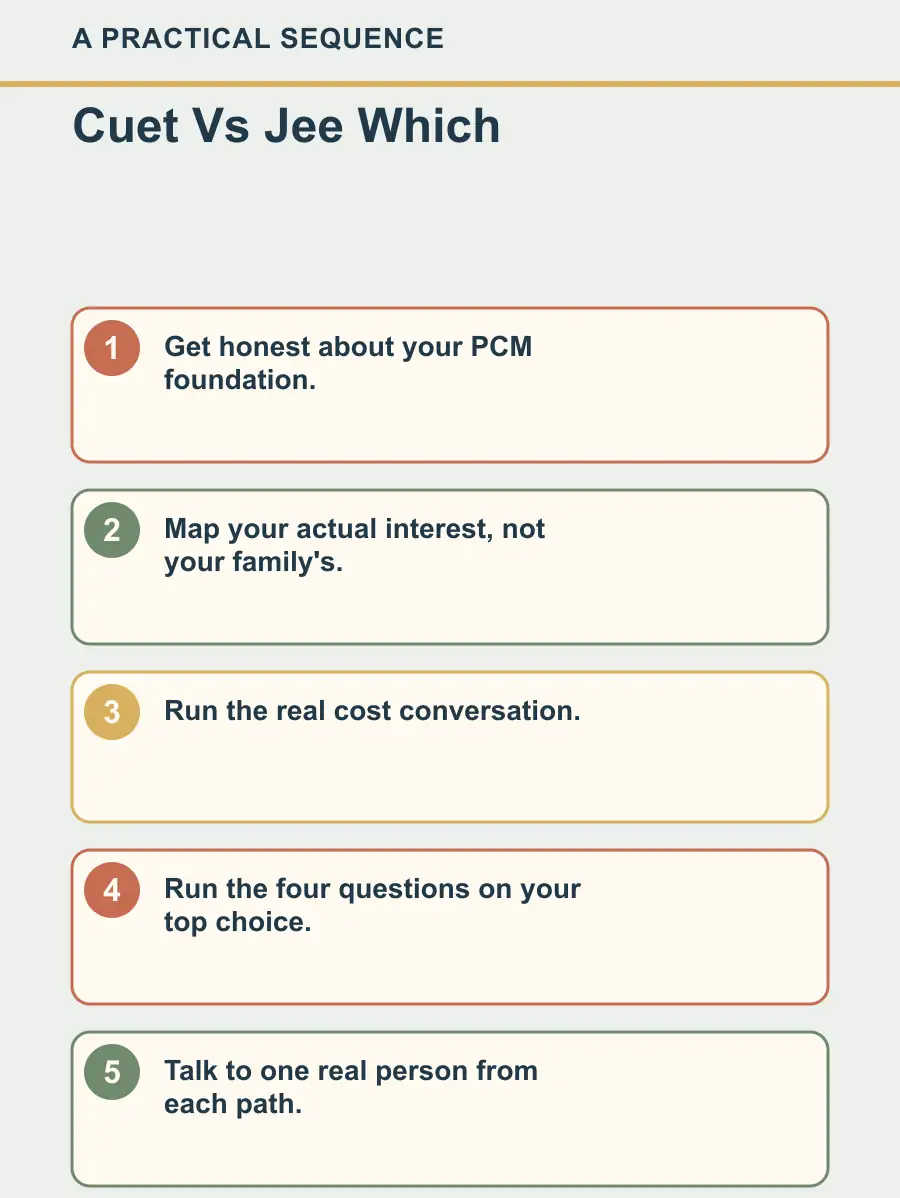 A PRACTICAL SEQUENCE
Cuet Vs Jee Which
1
Get honest about your PCM
foundation.
2
Map your actual interest, not
your family's.
3
Run the real cost conversation.
4
Run the four questions on your
top choice.
5
Talk to one real person from
each path.